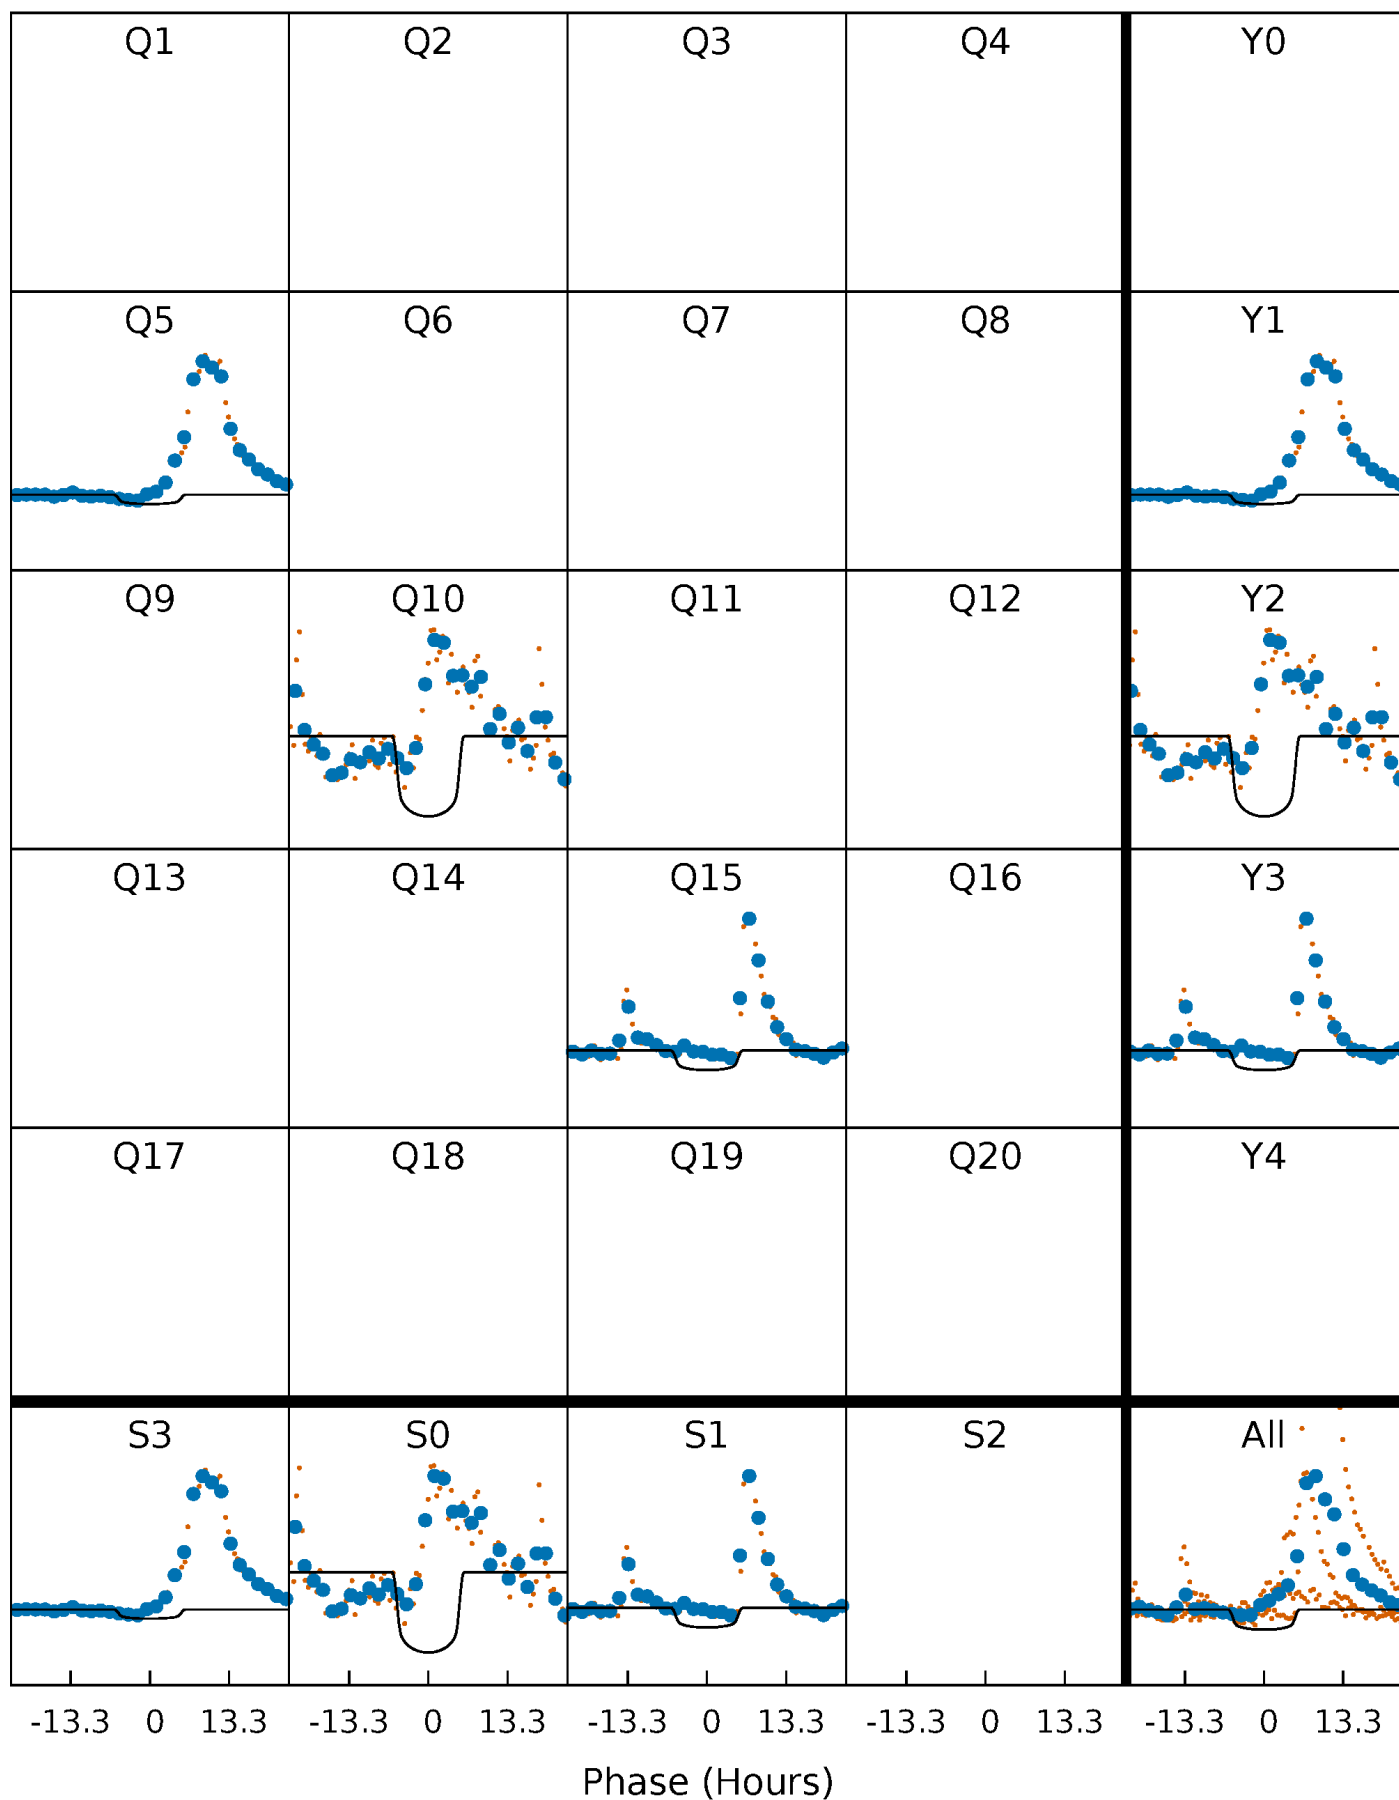 Q1 Q2 Q3 Q4 Y0
Q5 Q6 Q7 Q8 Y1
Q9 Q10 Q11 Q12 Y2
Q13 Q14 Q15 Q16 Y3
Q17 Q18 Q19 Q20 Y4
S3 S0 S1 S2 All
-13.3 0 13.3 -13.3 0 13.3 -13.3 0 13.3 -13.3 0 13.3 -13.3 0 13.3
Phase (Hours)